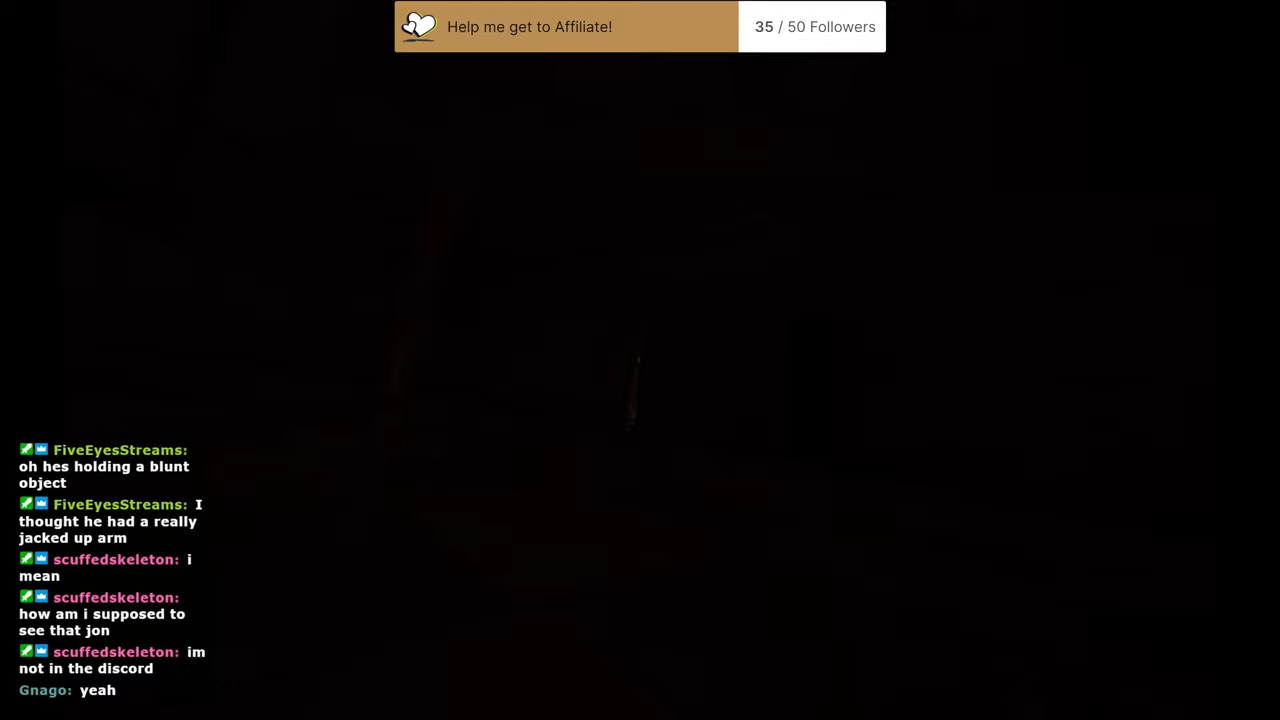 Help me get to Affiliate!
35 / 50 Followers
FiveEyesStreams:
oh hes holding a blunt
object
FiveEyesStreams: I
thought he had a really
jacked up arm
scuffedskeleton: i
mean
scuffedskeleton:
how am i supposed to
see that jon
scuffedskeleton: im
not in the discord
Gnago: yeah